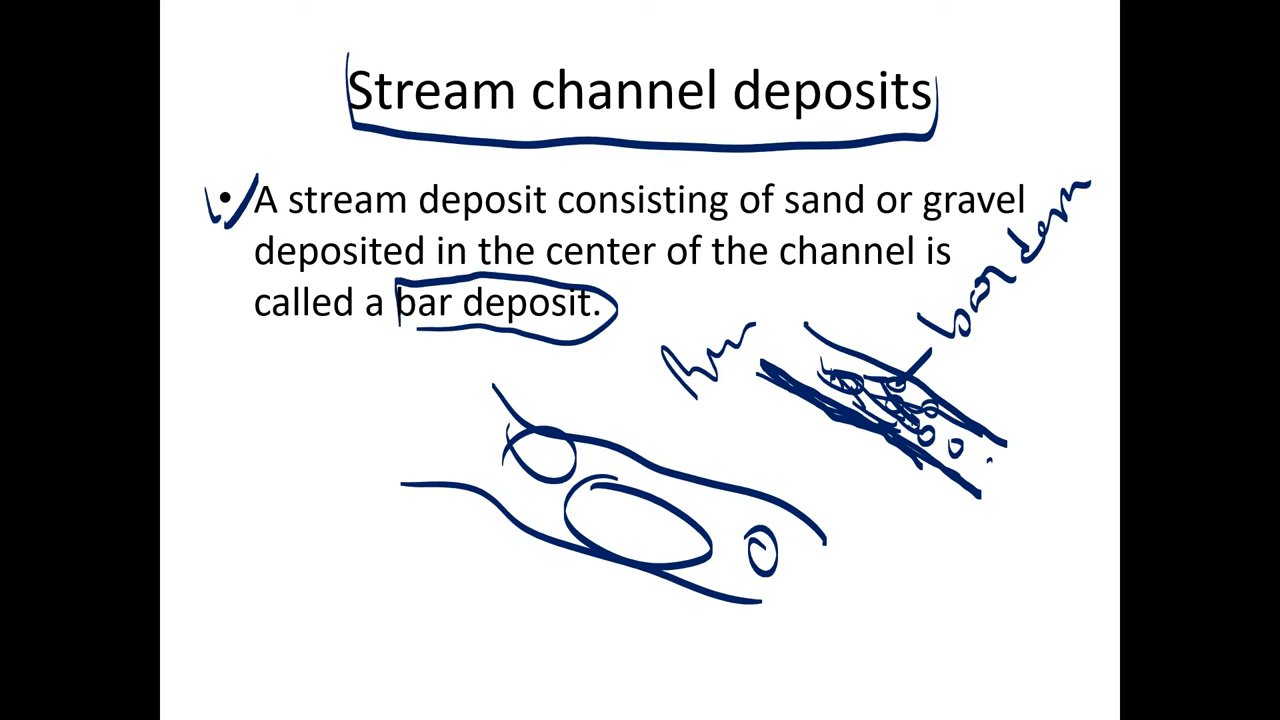 Stream channel deposits
• A stream deposit consisting of sand or gravel
deposited in the center of the channel is
called a bar deposit.
bar